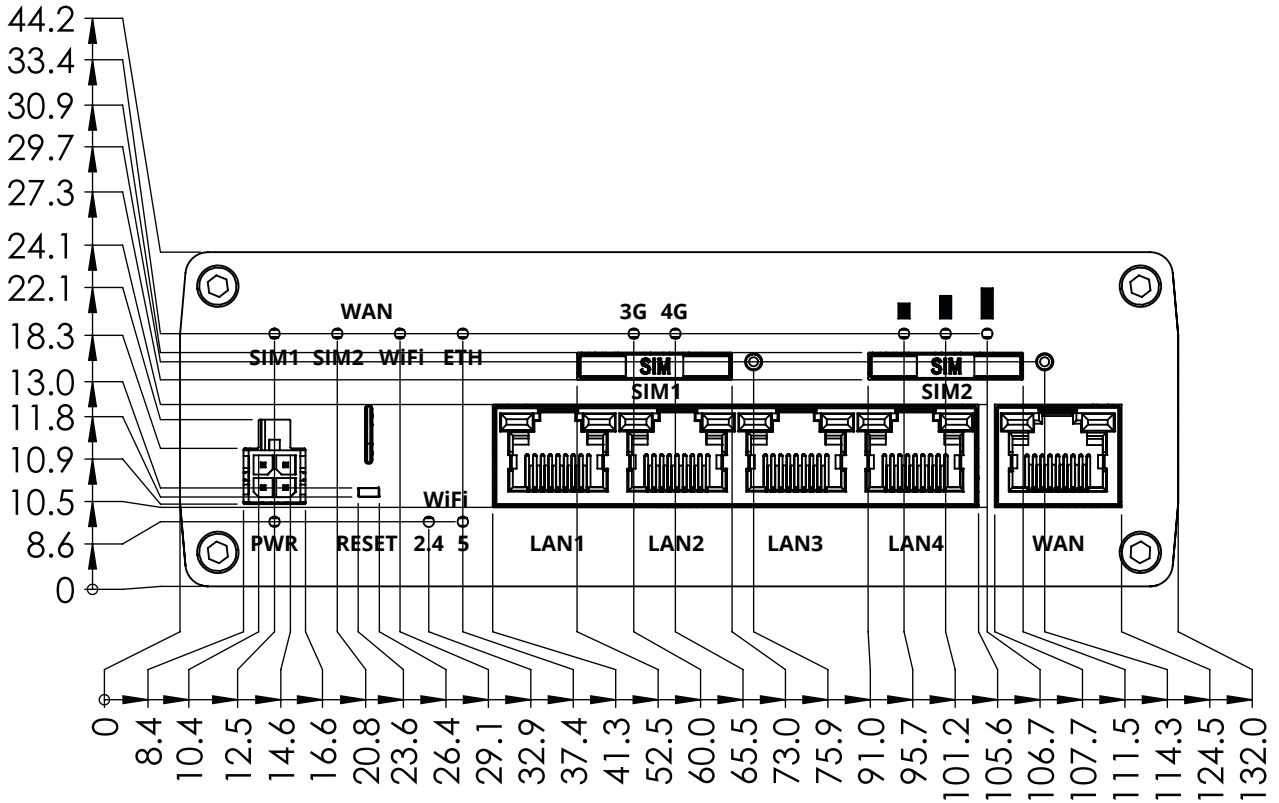 44.2
33.4
30.9
29.7
27.3
24.1
22.1
18.3
13.0
11.8
10.9
10.5
8.6
0
WAN
3G 4G
SIM1 SIM2 WiFi ETH
SIM SIM
SIM1 SIM2
WiFi
PWR RESET 2.4 5 LAN1 LAN2 LAN3 LAN4 WAN
0 8.4 10.4 12.5 14.6 16.6 20.8 23.6 26.4 29.1 32.9 37.4 41.3 52.5 60.0 65.5 73.0 75.9 91.0 95.7 101.2 105.6 106.7 107.7 111.5 114.3 124.5 132.0